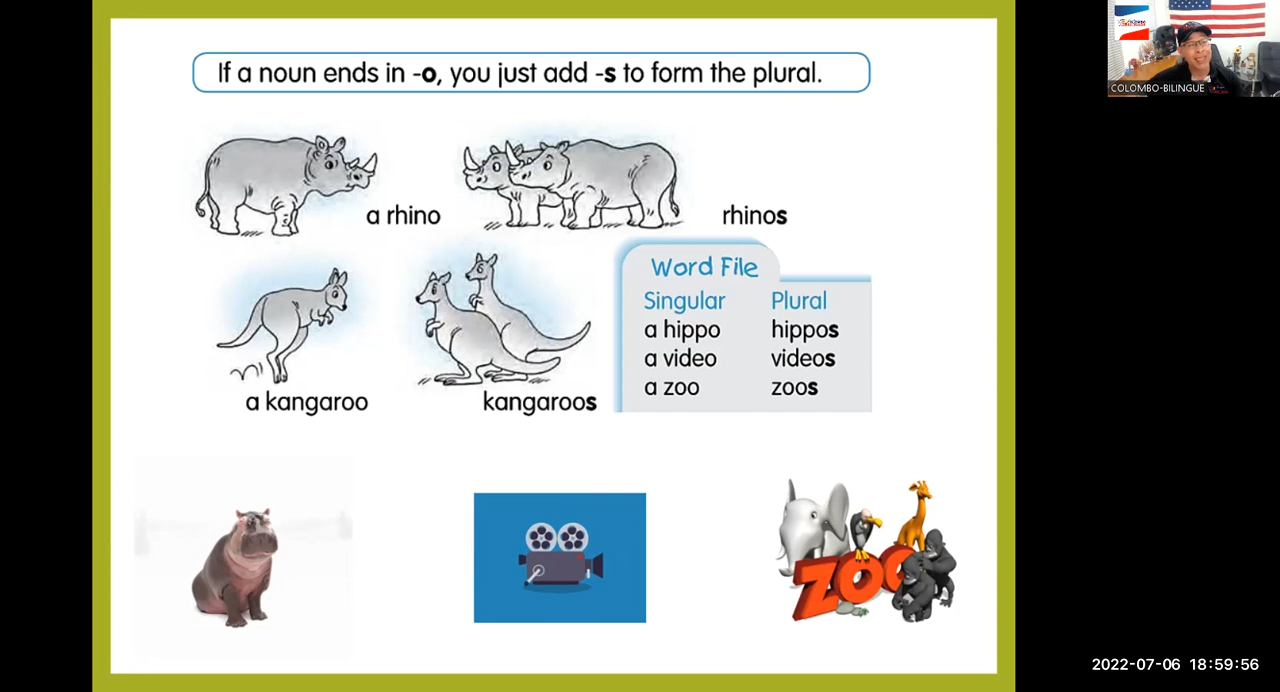 If a noun ends in -o, you just add -s to form the plural.
COLOMBO-BILINGUE
a rhino
rhinos
Word File
Singular Plural
a hippo hippos
a video videos
a zoo zoos
a kangaroo
kangaroos
ZOO
2022-07-06 18:59:56